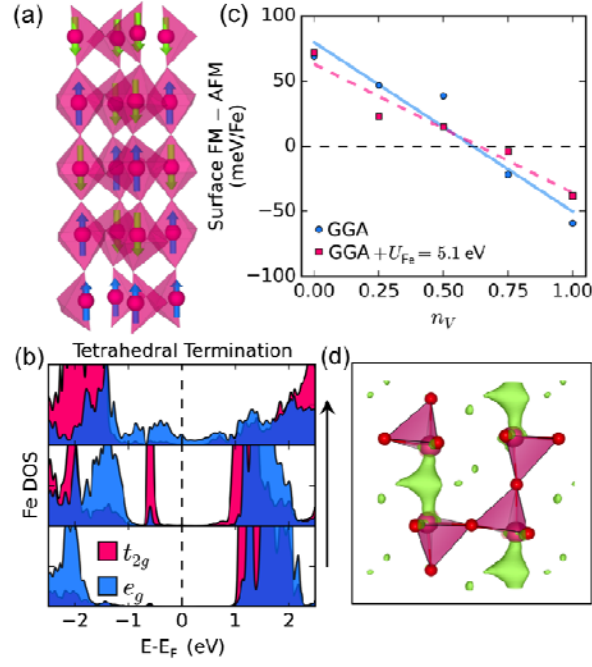 (a)
(c)
Surface FM − AFM
(meV/Fe)
100
50
0
−50
−100
GGA
GGA + U_Fe = 5.1 eV
0.00 0.25 0.50 0.75 1.00
n_V
(b) Tetrahedral Termination
Fe DOS
t_2g
e_g
−2 −1 0 1 2
E-E_F (eV)
(d)